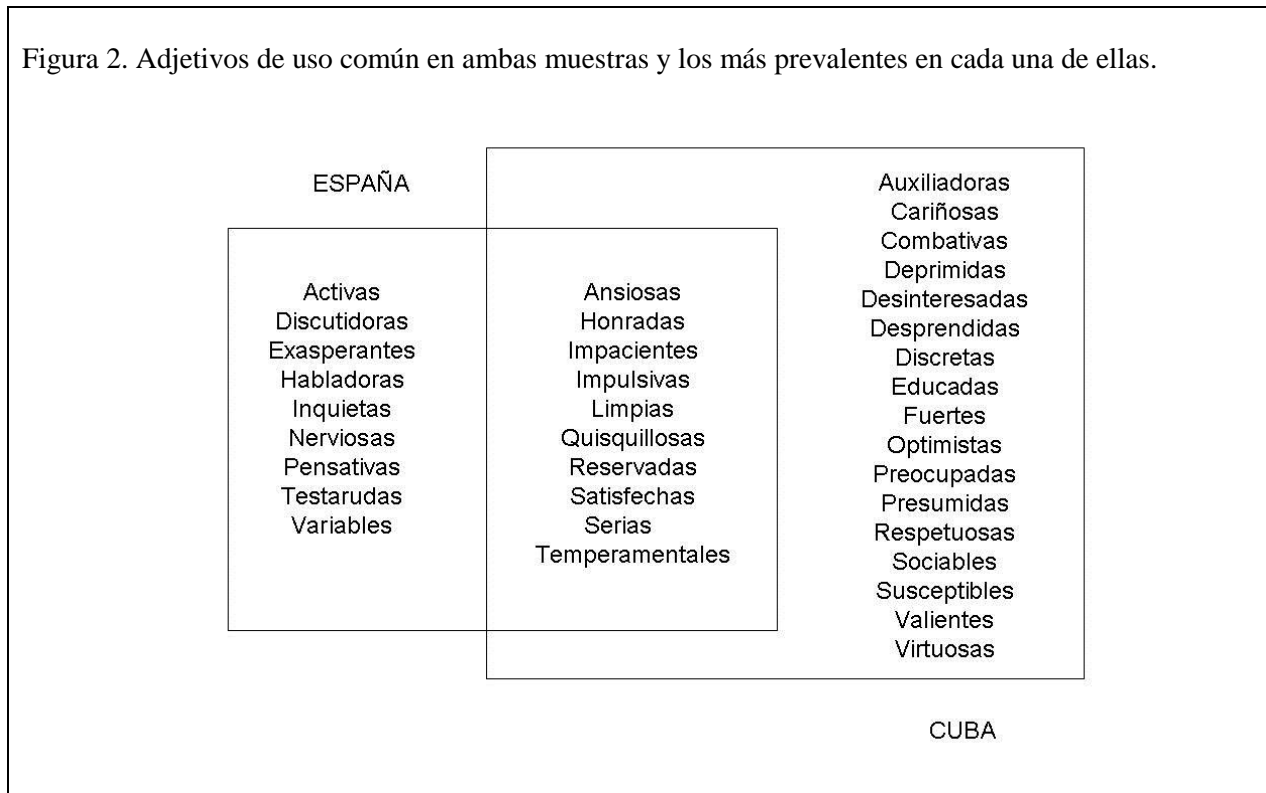 Figura 2. Adjetivos de uso común en ambas muestras y los más prevalentes en cada una de ellas.
ESPAÑA
Activas
Discutidoras
Exasperantes
Habladoras
Inquietas
Nerviosas
Pensativas
Testarudas
Variables
Ansiosas
Honradas
Impacientes
Impulsivas
Limpias
Quisquillosas
Reservadas
Satisfechas
Serias
Temperamentales
Auxiliadoras
Cariñosas
Combativas
Deprimidas
Desinteresadas
Desprendidas
Discretas
Educadas
Fuertes
Optimistas
Preocupadas
Presumidas
Respetuosas
Sociables
Susceptibles
Valientes
Virtuosas
CUBA